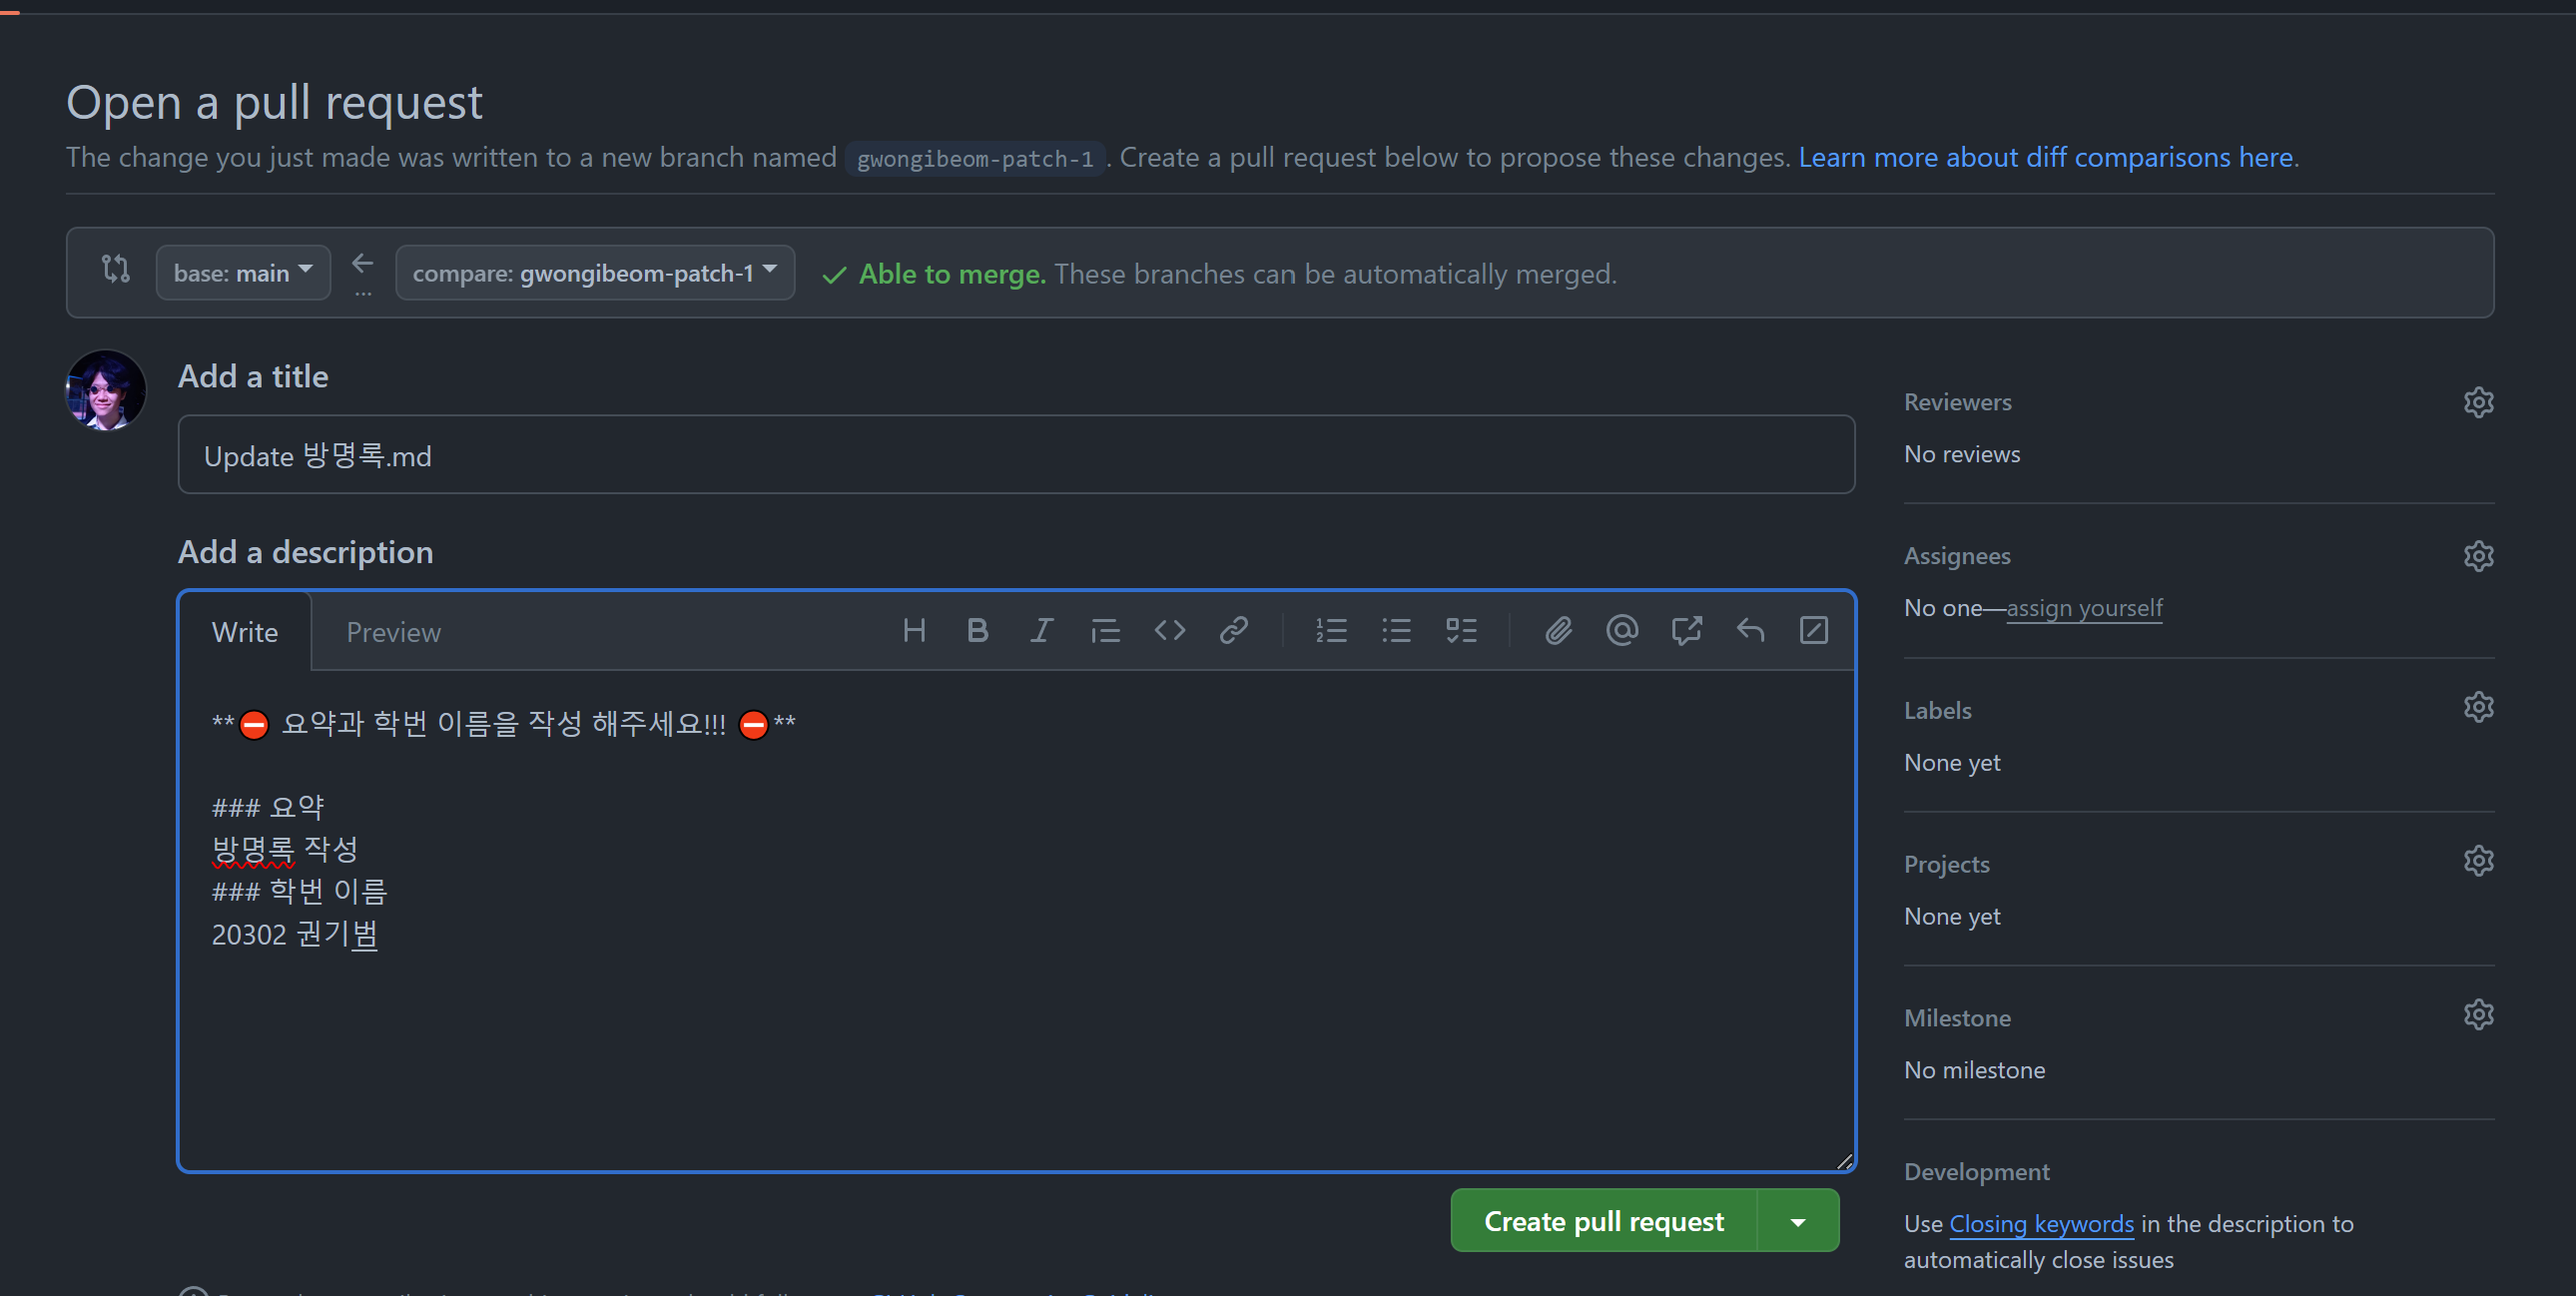 Open a pull request
The change you just made was written to a new branch named gwongibeom-patch-1. Create a pull request below to propose these changes. Learn more about diff comparisons here.
base: main ← compare: gwongibeom-patch-1 ✓ Able to merge. These branches can be automatically merged.
...
Add a title
Update 방명록.md
Add a description
Write Preview
**⛔ 요약과 학번 이름을 작성 해주세요!!! ⛔**
### 요약
방명록 작성
### 학번 이름
20302 권기범
Create pull request
Reviewers
No reviews
Assignees
No one—assign yourself
Labels
None yet
Projects
None yet
Milestone
No milestone
Development
Use Closing keywords in the description to
automatically close issues